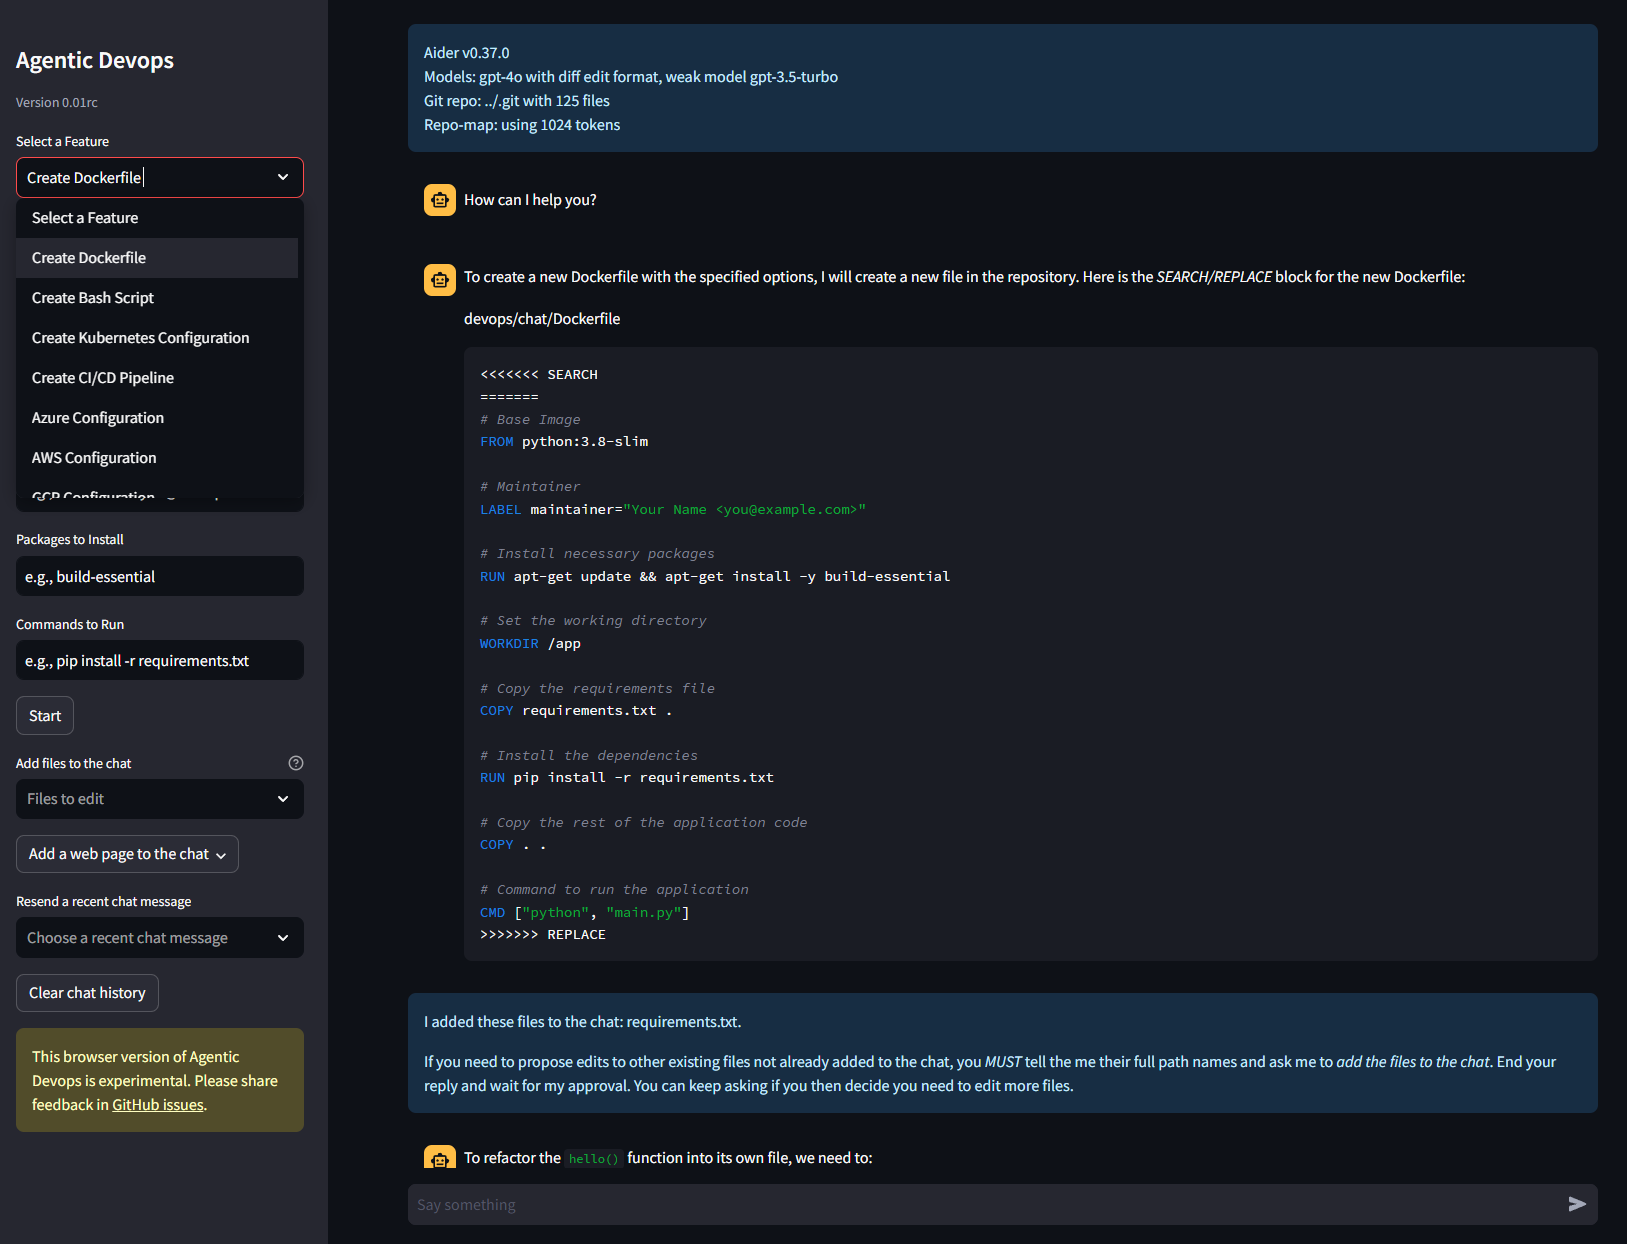 Agentic Devops
Version 0.01rc
Select a Feature
Create Dockerfile
Select a Feature
Create Dockerfile
Create Bash Script
Create Kubernetes Configuration
Create CI/CD Pipeline
Azure Configuration
AWS Configuration
GCP Configuration
Packages to Install
e.g., build-essential
Commands to Run
e.g., pip install -r requirements.txt
Start
Add files to the chat
Files to edit
Add a web page to the chat
Resend a recent chat message
Choose a recent chat message
Clear chat history
This browser version of Agentic
Devops is experimental. Please share
feedback in GitHub issues.
Aider v0.37.0
Models: gpt-4o with diff edit format, weak model gpt-3.5-turbo
Git repo: ../.git with 125 files
Repo-map: using 1024 tokens
How can I help you?
To create a new Dockerfile with the specified options, I will create a new file in the repository. Here is the SEARCH/REPLACE block for the new Dockerfile:
devops/chat/Dockerfile
<<<<<<< SEARCH
=======
# Base Image
FROM python:3.8-slim
# Maintainer
LABEL maintainer="Your Name <you@example.com>"
# Install necessary packages
RUN apt-get update && apt-get install -y build-essential
# Set the working directory
WORKDIR /app
# Copy the requirements file
COPY requirements.txt .
# Install the dependencies
RUN pip install -r requirements.txt
# Copy the rest of the application code
COPY . .
# Command to run the application
CMD ["python", "main.py"]
>>>>>>> REPLACE
I added these files to the chat: requirements.txt.
If you need to propose edits to other existing files not already added to the chat, you MUST tell the me their full path names and ask me to add the files to the chat. End your
reply and wait for my approval. You can keep asking if you then decide you need to edit more files.
To refactor the hello() function into its own file, we need to:
Say something